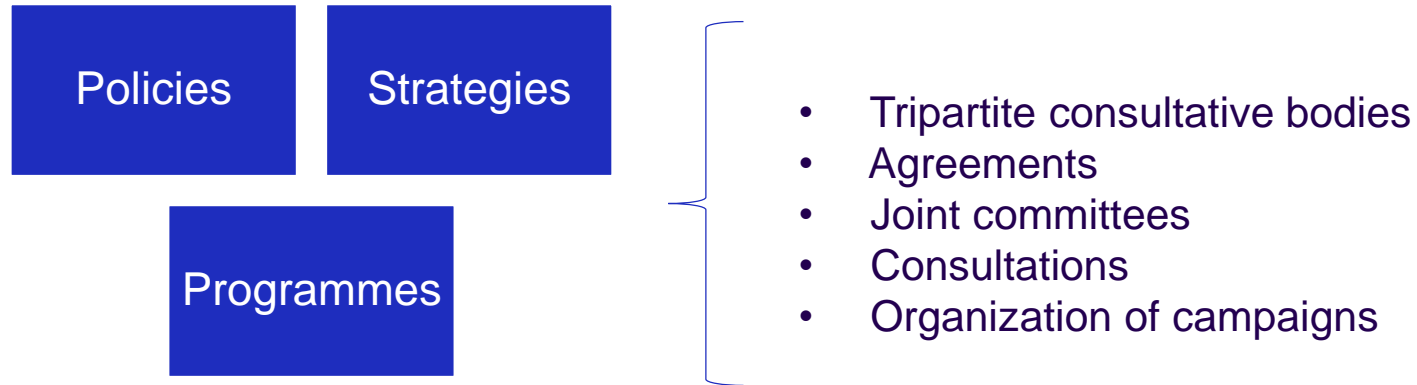 Policies
Strategies
Programmes
• Tripartite consultative bodies
• Agreements
• Joint committees
• Consultations
• Organization of campaigns